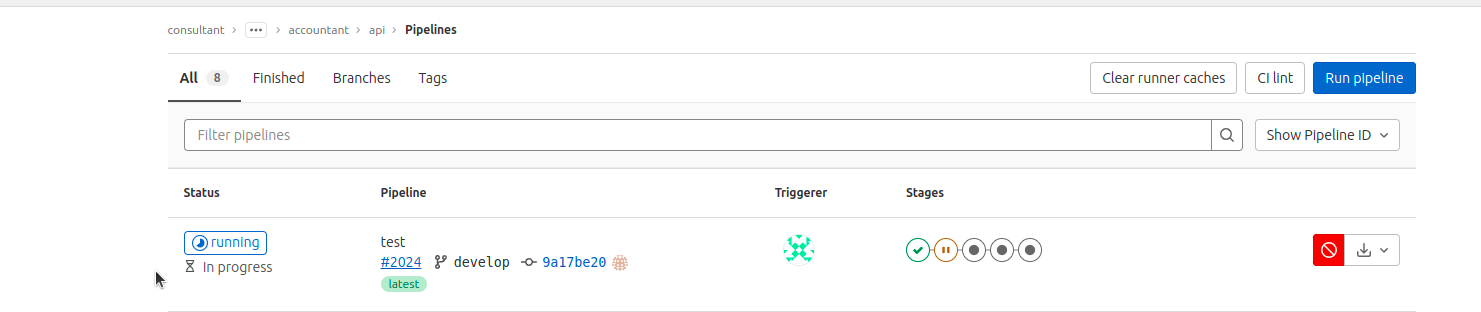 consultant > ... > accountant > api > Pipelines
All 8 Finished Branches Tags Clear runner caches CI lint Run pipeline
Filter pipelines Show Pipeline ID
Status Pipeline Triggerer Stages
running test
In progress #2024 develop 9a17be20
latest